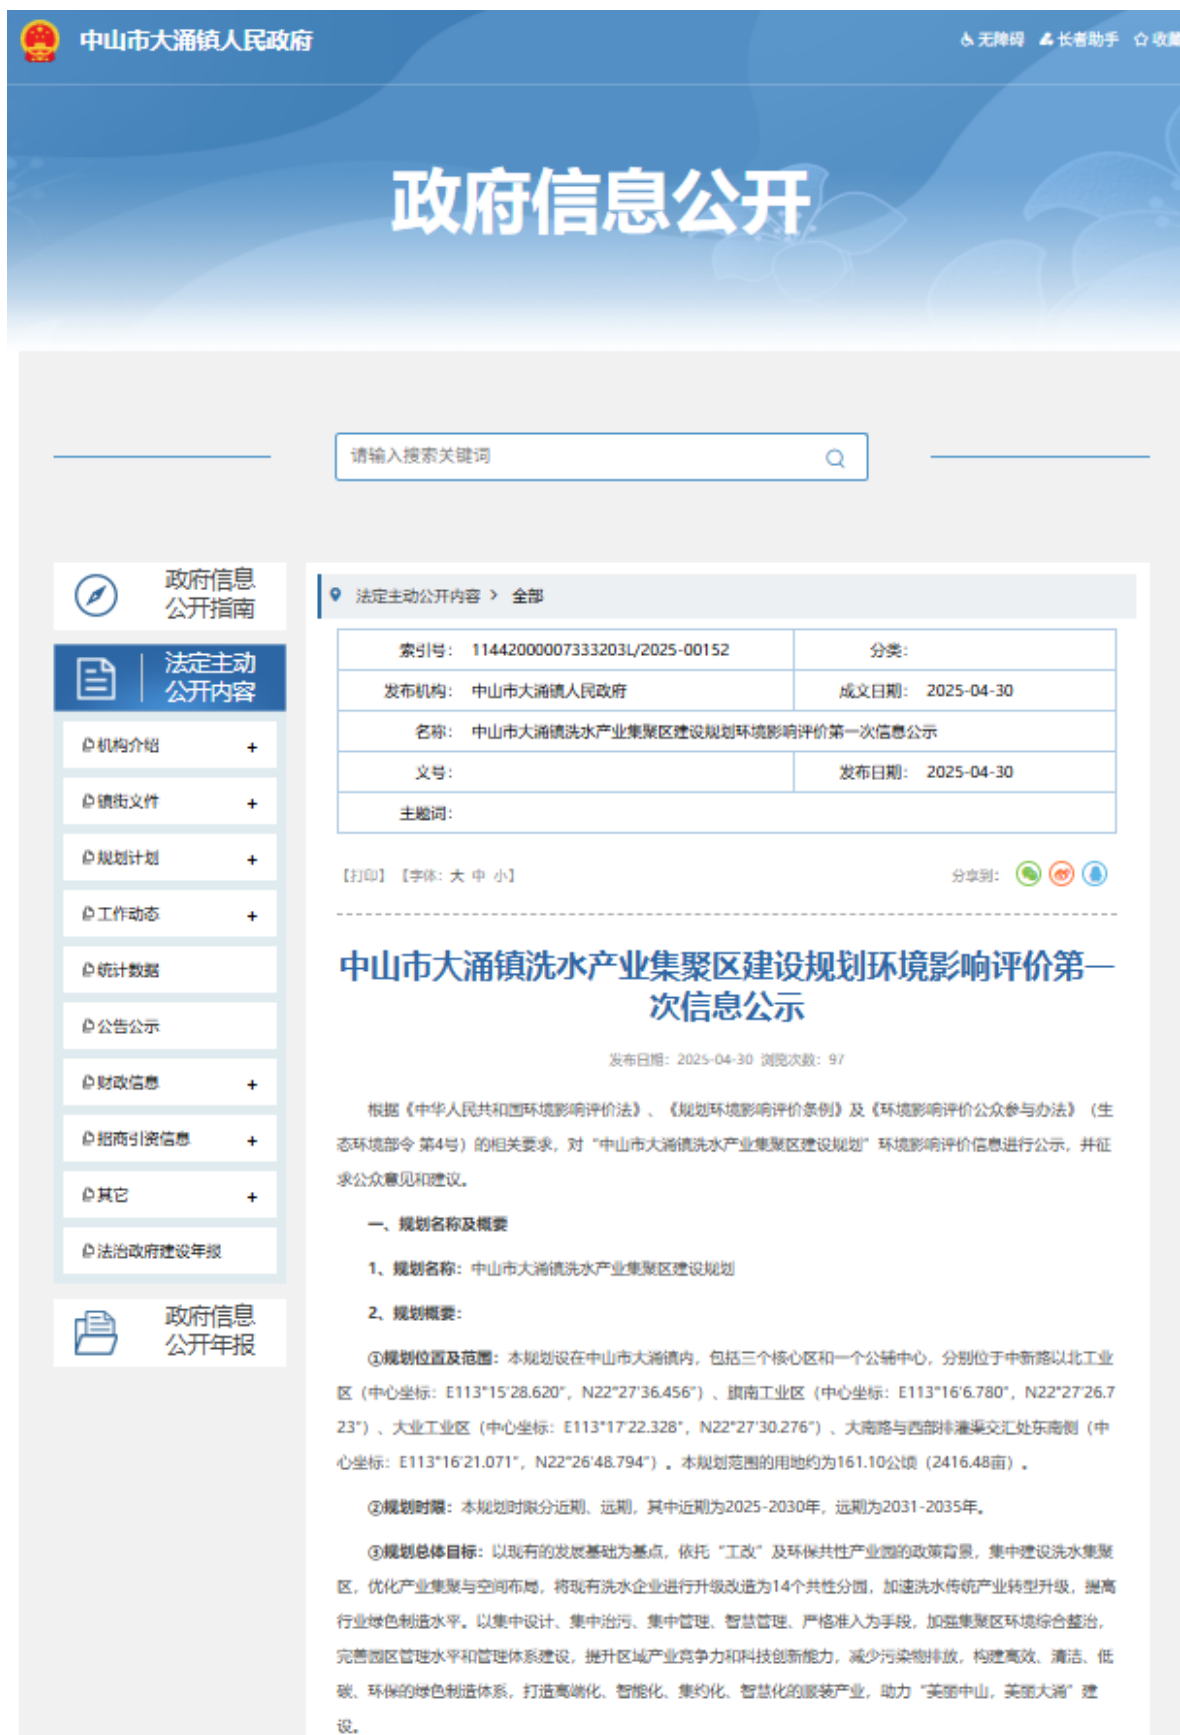 中山市大涌镇人民政府
无障碍 长者助手 收藏
政府信息公开
请输入搜索关键词
政府信息
公开指南
法定主动
公开内容
机构介绍 +
镇街文件 +
规划计划 +
工作动态 +
统计数据
公告公示
财政信息 +
招商引资信息 +
其它 +
法治政府建设年报
政府信息
公开年报
法定主动公开内容 > 全部
索引号： 11442000007333203L/2025-00152 分类：
发布机构： 中山市大涌镇人民政府 成文日期： 2025-04-30
名称： 中山市大涌镇洗水产业集聚区建设规划环境影响评价第一次信息公示
文号： 发布日期： 2025-04-30
主题词：
【打印】 【字体：大 中 小】 分享到：
中山市大涌镇洗水产业集聚区建设规划环境影响评价第一
次信息公示
发布日期：2025-04-30 浏览次数：97
根据《中华人民共和国环境影响评价法》、《规划环境影响评价条例》及《环境影响评价公众参与办法》（生
态环境部令 第4号）的相关要求，对“中山市大涌镇洗水产业集聚区建设规划”环境影响评价信息进行公示，并征
求公众意见和建议。
一、规划名称及概要
1、规划名称：中山市大涌镇洗水产业集聚区建设规划
2、规划概要：
①规划位置及范围：本规划设在中山市大涌镇内，包括三个核心区和一个公辅中心，分别位于中新路以北工业
区（中心坐标：E113°15'28.620"，N22°27'36.456"）、旗南工业区（中心坐标：E113°16'6.780"，N22°27'26.7
23"）、大业工业区（中心坐标：E113°17'22.328"，N22°27'30.276"）、大南路与西部排灌渠交汇处东南侧（中
心坐标：E113°16'21.071"，N22°26'48.794"）。本规划范围的用地约为161.10公顷（2416.48亩）。
②规划时限：本规划时限分近期、远期，其中近期为2025-2030年，远期为2031-2035年。
③规划总体目标：以现有的发展基础为基点，依托“工改”及环保共性产业园的政策背景，集中建设洗水集聚
区，优化产业集聚与空间布局，将现有洗水企业进行升级改造为14个共性分园，加速洗水传统产业转型升级，提高
行业绿色制造水平。以集中设计、集中治污、集中管理、智慧管理、严格准入为手段，加强集聚区环境综合整治，
完善园区管理水平和管理体系建设，提升区域产业竞争力和科技创新能力，减少污染物排放，构建高效、清洁、低
碳、环保的绿色制造体系，打造高端化、智能化、集约化、智慧化的服装产业，助力“美丽中山，美丽大涌”建
设。